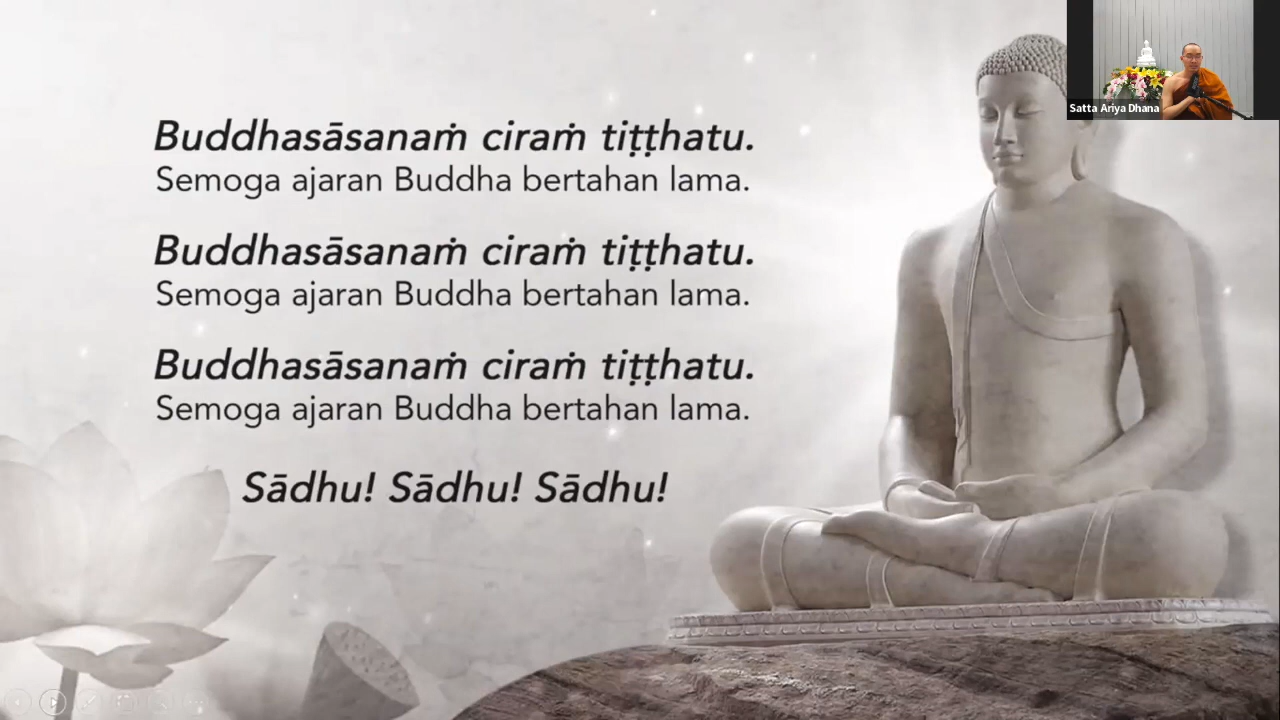 Buddhasāsanaṁ ciraṁ tiṭṭhatu.
Semoga ajaran Buddha bertahan lama.
Buddhasāsanaṁ ciraṁ tiṭṭhatu.
Semoga ajaran Buddha bertahan lama.
Buddhasāsanaṁ ciraṁ tiṭṭhatu.
Semoga ajaran Buddha bertahan lama.
Sādhu! Sādhu! Sādhu!
Satta Ariya Dhana